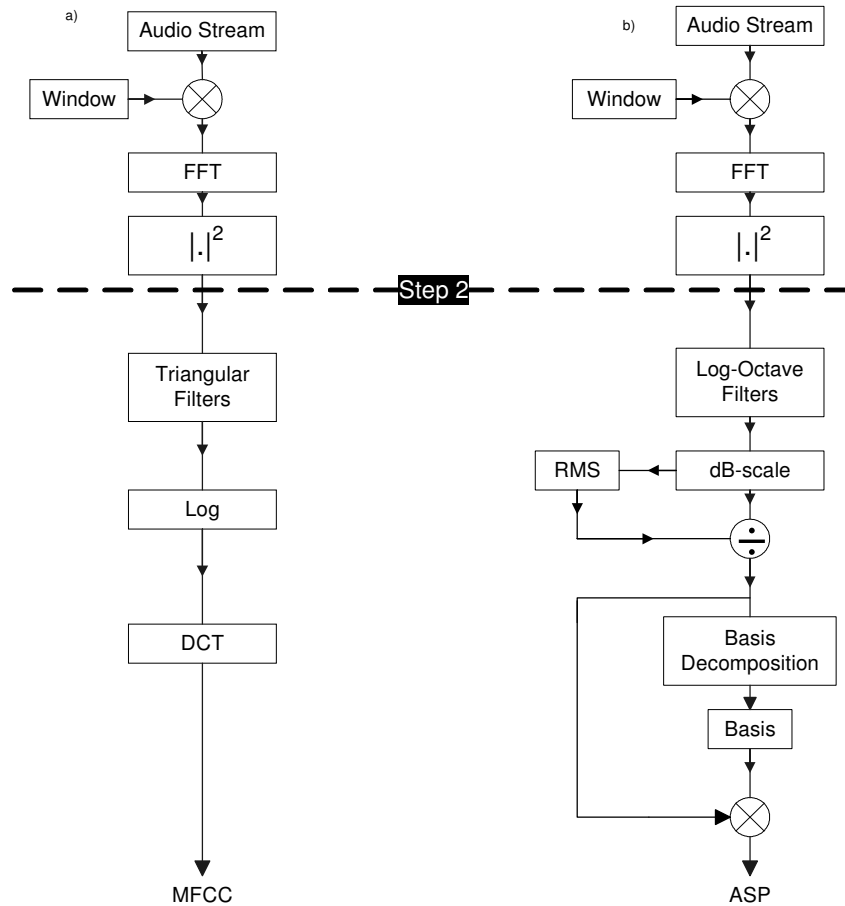 a)
Audio Stream
Window
FFT
|.|²
Step 2
Triangular
Filters
Log
DCT
MFCC
b)
Audio Stream
Window
FFT
|.|²
Log-Octave
Filters
RMS
dB-scale
÷
Basis
Decomposition
Basis
ASP